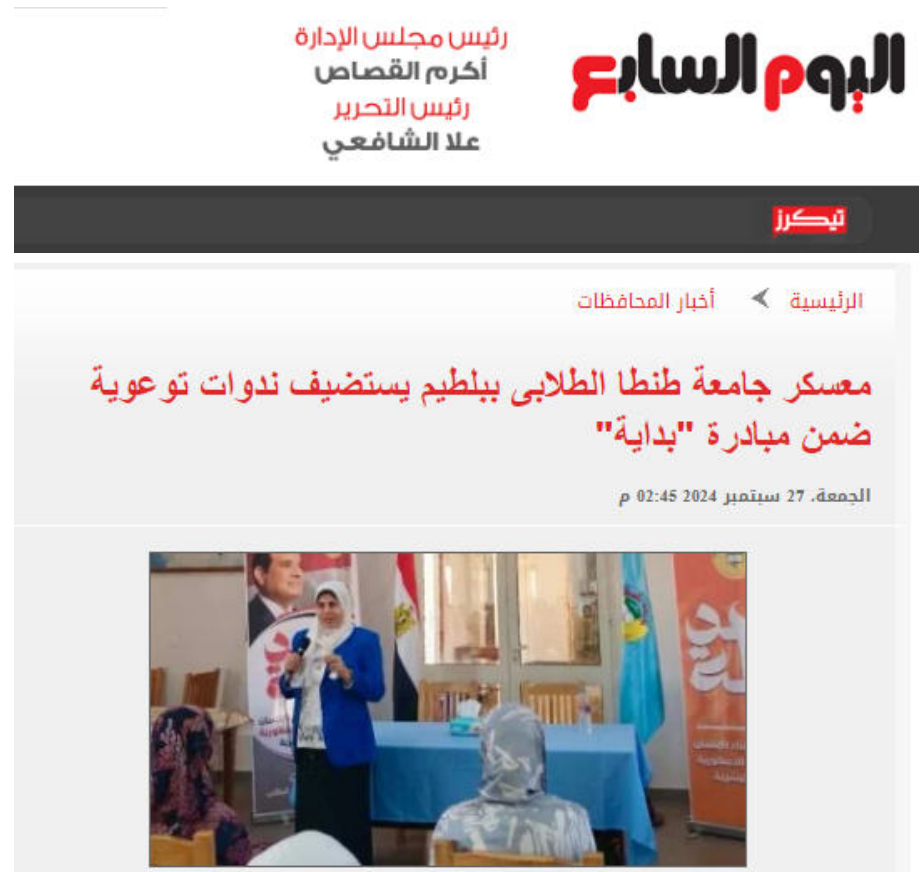 اليوم السابع
رئيس مجلس الإدارة
أكرم القصاص
رئيس التحرير
علا الشافعي
تيكرز
الرئيسية ➤ أخبار المحافظات
معسكر جامعة طنطا الطلابى ببلطيم يستضيف ندوات توعوية
ضمن مبادرة "بداية"
الجمعة، 27 سبتمبر 2024 02:45 م